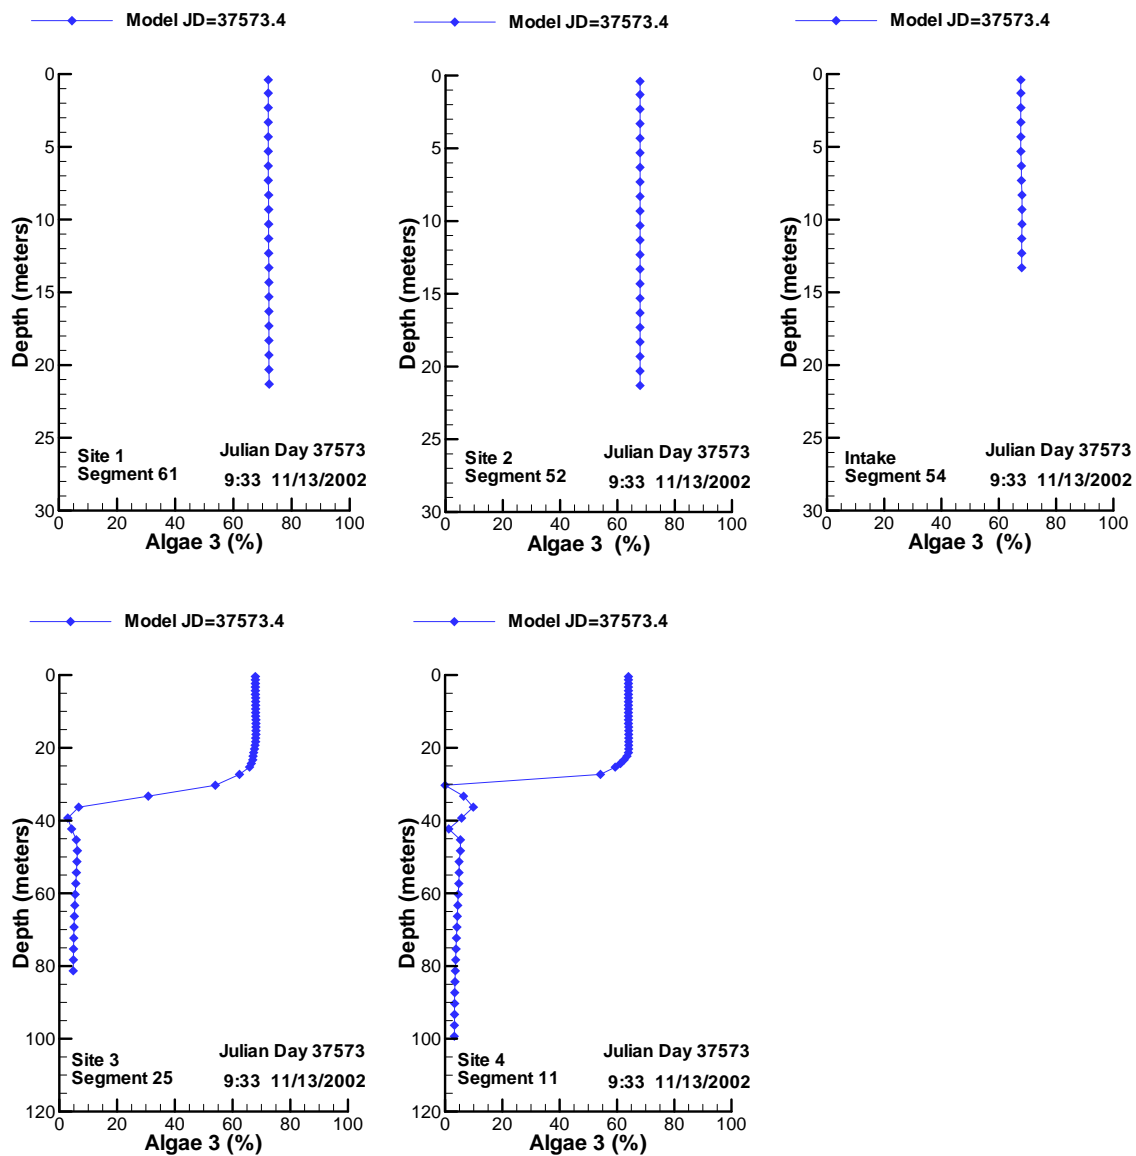 Model JD=37573.4
0
5
10
15
20
25
30
Depth (meters)
Site 1
Segment 61
Julian Day 37573
9:33 11/13/2002
0 20 40 60 80 100
Algae 3 (%)
Model JD=37573.4
0
5
10
15
20
25
30
Depth (meters)
Site 2
Segment 52
Julian Day 37573
9:33 11/13/2002
0 20 40 60 80 100
Algae 3 (%)
Model JD=37573.4
0
5
10
15
20
25
30
Depth (meters)
Intake
Segment 54
Julian Day 37573
9:33 11/13/2002
0 20 40 60 80 100
Algae 3 (%)
Model JD=37573.4
0
20
40
60
80
100
120
Depth (meters)
Site 3
Segment 25
Julian Day 37573
9:33 11/13/2002
0 20 40 60 80 100
Algae 3 (%)
Model JD=37573.4
0
20
40
60
80
100
120
Depth (meters)
Site 4
Segment 11
Julian Day 37573
9:33 11/13/2002
0 20 40 60 80 100
Algae 3 (%)